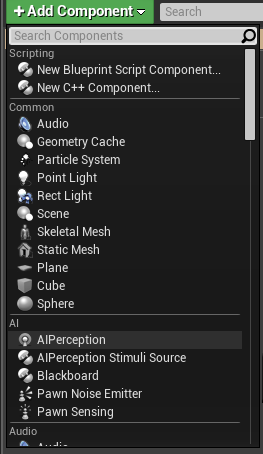 + Add Component
Search
Search Components
Scripting
New Blueprint Script Component...
New C++ Component...
Common
Audio
Geometry Cache
Particle System
Point Light
Rect Light
Scene
Skeletal Mesh
Static Mesh
Plane
Cube
Sphere
AI
AIPerception
AIPerception Stimuli Source
Blackboard
Pawn Noise Emitter
Pawn Sensing
Audio
Audio